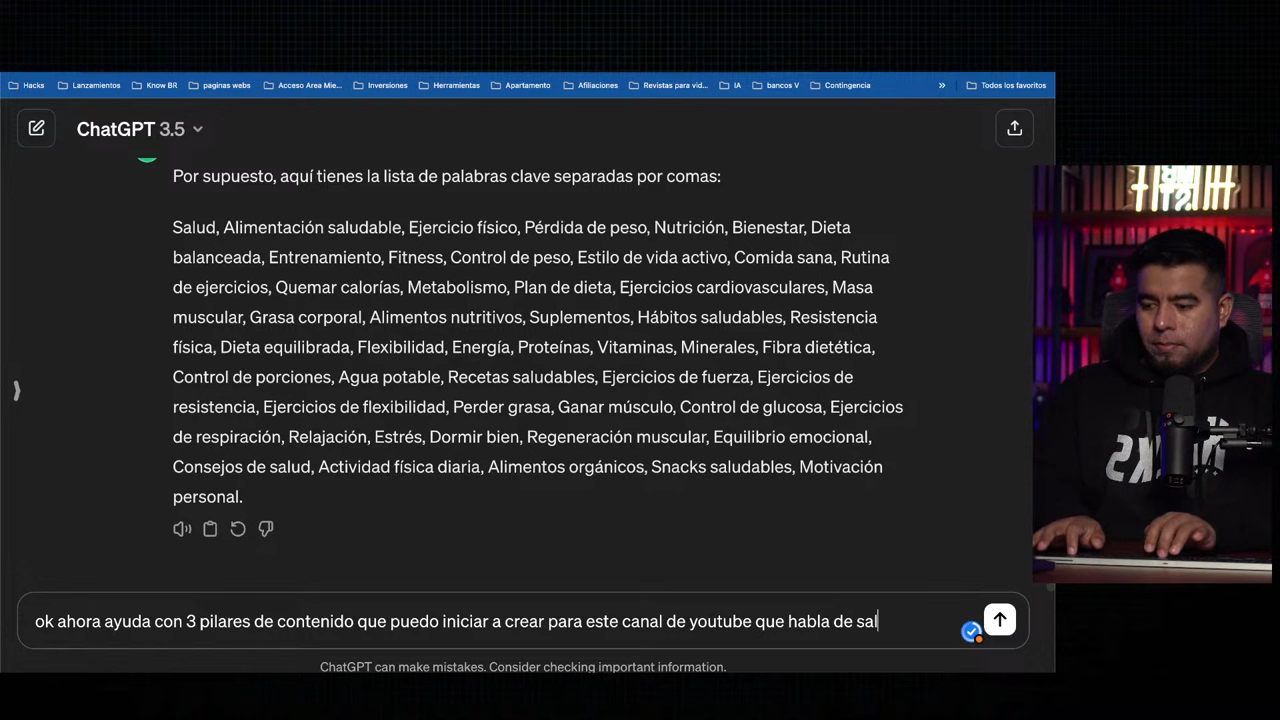 Hacks Lanzamientos Know BR paginas webs Acceso Area Mie... Inversiones Herramientas Apartamento Afiliaciones Revistas para vid... IA bancos V Contingencia » Todos los favoritos
ChatGPT 3.5
Por supuesto, aquí tienes la lista de palabras clave separadas por comas:
Salud, Alimentación saludable, Ejercicio físico, Pérdida de peso, Nutrición, Bienestar, Dieta
balanceada, Entrenamiento, Fitness, Control de peso, Estilo de vida activo, Comida sana, Rutina
de ejercicios, Quemar calorías, Metabolismo, Plan de dieta, Ejercicios cardiovasculares, Masa
muscular, Grasa corporal, Alimentos nutritivos, Suplementos, Hábitos saludables, Resistencia
física, Dieta equilibrada, Flexibilidad, Energía, Proteínas, Vitaminas, Minerales, Fibra dietética,
Control de porciones, Agua potable, Recetas saludables, Ejercicios de fuerza, Ejercicios de
resistencia, Ejercicios de flexibilidad, Perder grasa, Ganar músculo, Control de glucosa, Ejercicios
de respiración, Relajación, Estrés, Dormir bien, Regeneración muscular, Equilibrio emocional,
Consejos de salud, Actividad física diaria, Alimentos orgánicos, Snacks saludables, Motivación
personal.
ok ahora ayuda con 3 pilares de contenido que puedo iniciar a crear para este canal de youtube que habla de sal
ChatGPT can make mistakes. Consider checking important information.